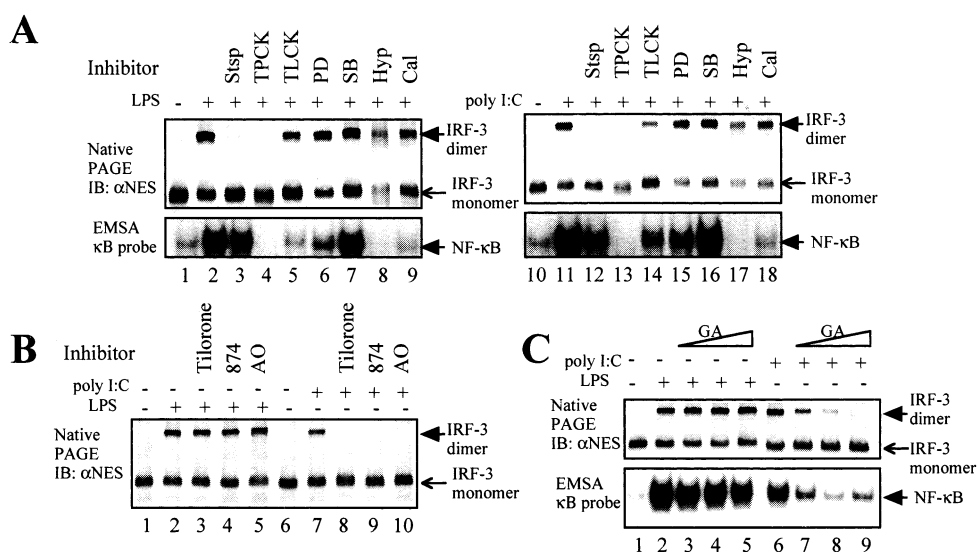 A
Inhibitor Stsp TPCK TLCK PD SB Hyp Cal
LPS - + + + + + + + +
Native PAGE IB: αNES
IRF-3 dimer
IRF-3 monomer
EMSA κB probe
NF-κB
1 2 3 4 5 6 7 8 9
Stsp TPCK TLCK PD SB Hyp Cal
poly I:C - + + + + + + + +
IRF-3 dimer
IRF-3 monomer
NF-κB
10 11 12 13 14 15 16 17 18
B
Inhibitor Tilorone 874 AO Tilorone 874 AO
poly I:C - - - - - - + + + +
LPS - + + + + - - - - -
Native PAGE IB: αNES
IRF-3 dimer
IRF-3 monomer
1 2 3 4 5 6 7 8 9 10
C
GA GA
poly I:C - - - - - + + + +
LPS - + + + + - - - -
Native PAGE IB: αNES
IRF-3 dimer
IRF-3 monomer
EMSA κB probe
NF-κB
1 2 3 4 5 6 7 8 9